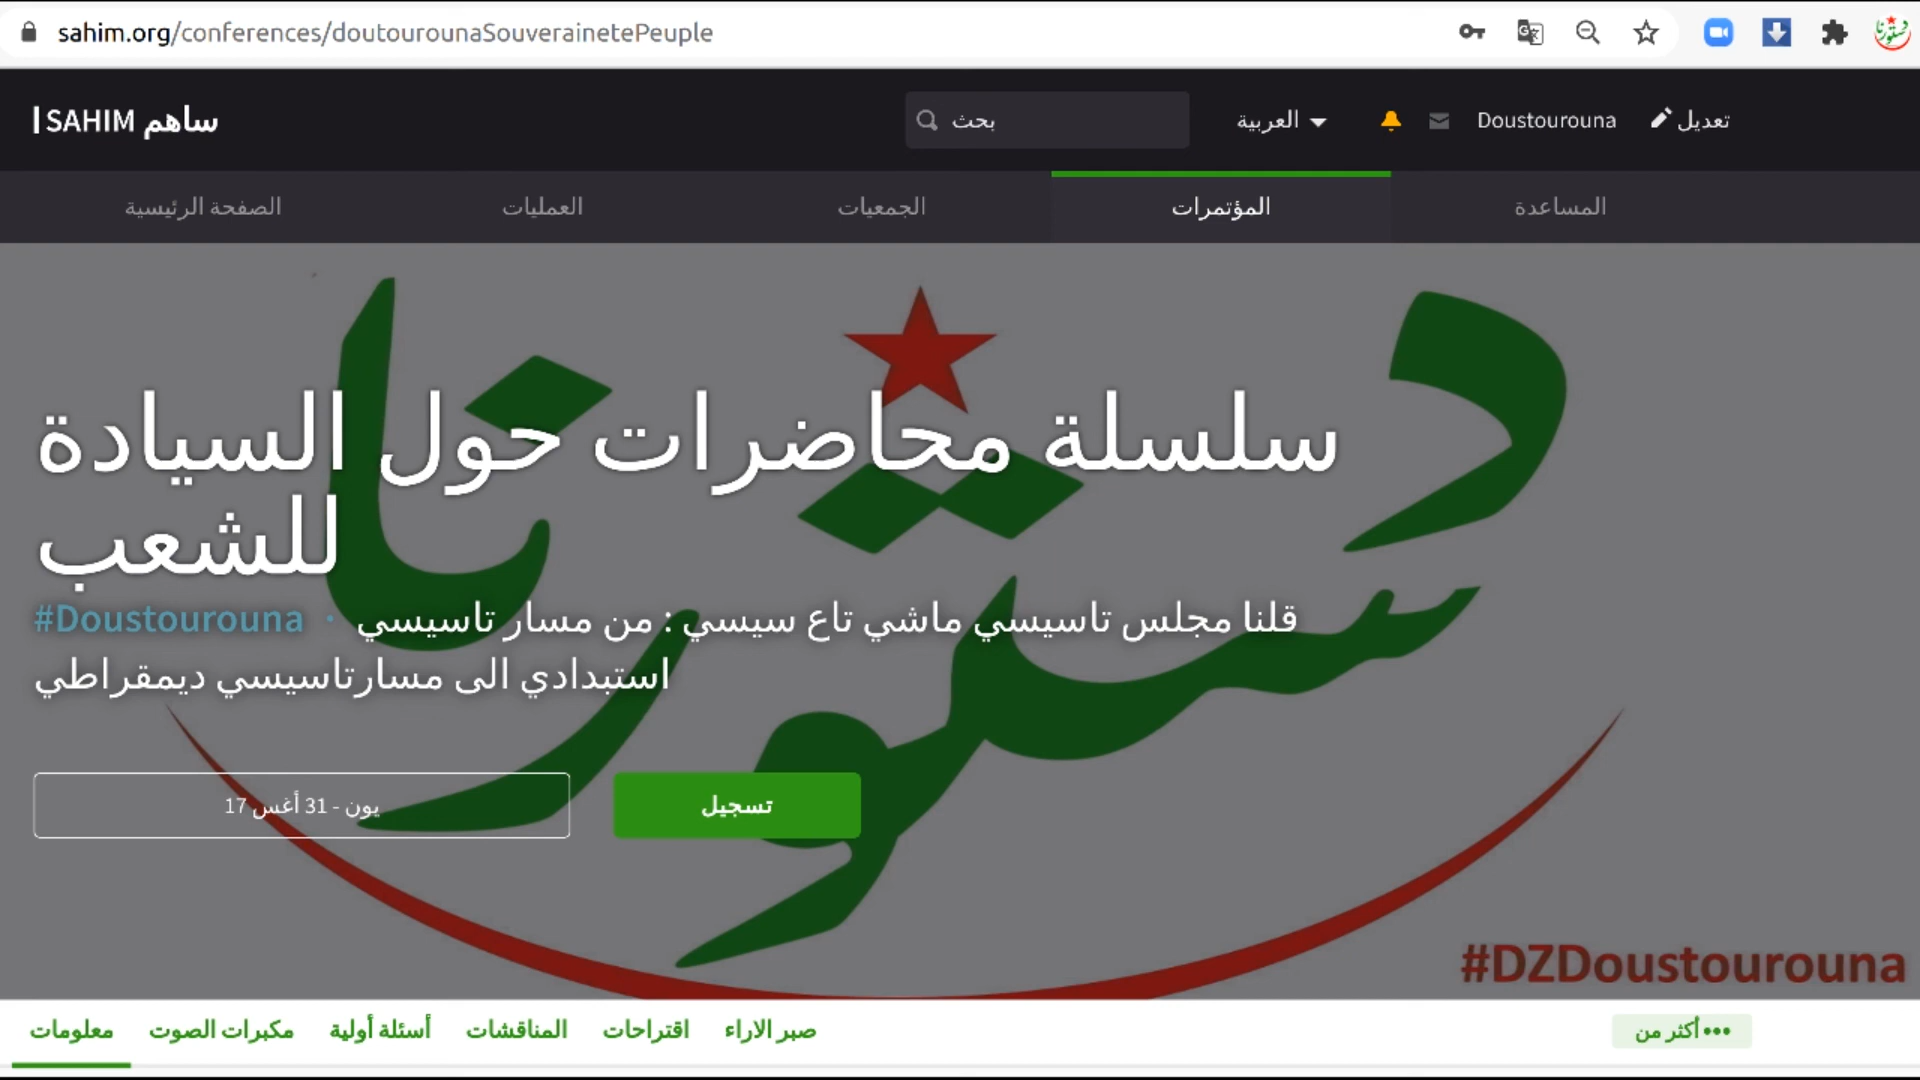 sahim.org/conferences/doutourounaSouverainetePeuple
SAHIM ساهم
بحث
العربية
Doustourouna
تعديل
الصفحة الرئيسية
العمليات
الجمعيات
المؤتمرات
المساعدة
دستورنا
سلسلة محاضرات حول السيادة
للشعب
#Doustourouna · قلنا مجلس تاسيسي ماشي تاع سيسي : من مسار تاسيسي
استبدادي الى مسارتاسيسي ديمقراطي
17 يون - 31 أغس
تسجيل
#DZDoustourouna
معلومات
مكبرات الصوت
أسئلة أولية
المناقشات
اقتراحات
صبر الاراء
••• أكثر من